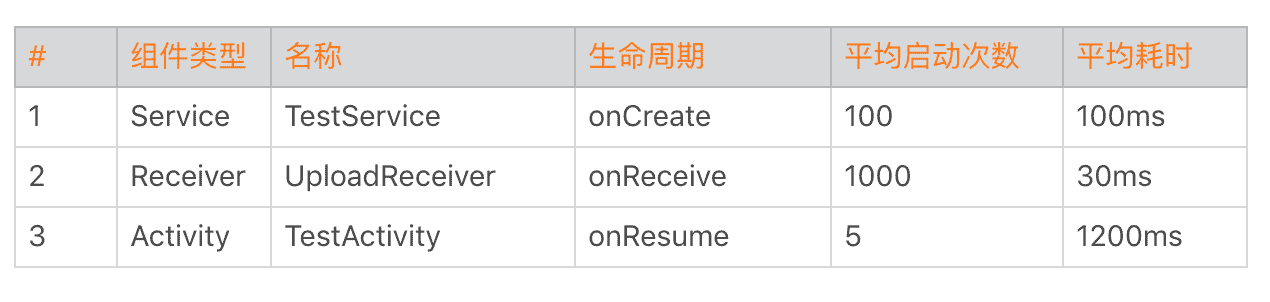 # 组件类型 名称 生命周期 平均启动次数 平均耗时
1 Service TestService onCreate 100 100ms
2 Receiver UploadReceiver onReceive 1000 30ms
3 Activity TestActivity onResume 5 1200ms